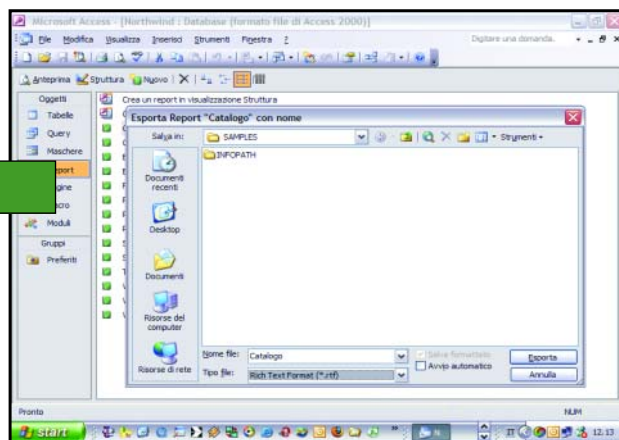 Microsoft Access - [Northwind : Database (formato file di Access 2000)]
File Modifica Visualizza Inserisci Strumenti Finestra ?
Digitare una domanda.
Anteprima Struttura Nuovo
Oggetti
Crea un report in visualizzazione Struttura
Tabelle
Query
Maschere
Report
Moduli
Gruppi
Preferiti
Esporta Report "Catalogo" con nome
Salva in: SAMPLES
Strumenti
INFOPATH
Documenti
recenti
Desktop
Documenti
Risorse del
computer
Risorse di rete
Nome file: Catalogo
Tipo file: Rich Text Format (*.rtf)
Salva formattato
Avvio automatico
Esporta
Annulla
Pronto
NUM
start
IT
12.13